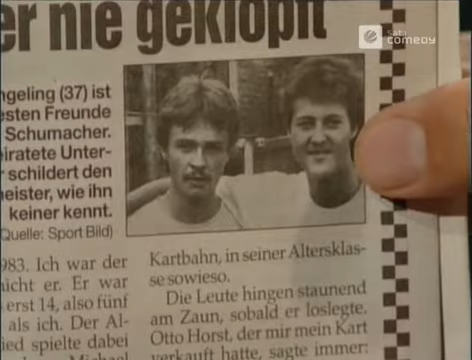 er nie geklopft
Sat.1
comedy
ngeling (37) ist
esten Freunde
Schumacher.
eiratete Unter-
r schildert den
neister, wie ihn
keiner kennt.
Quelle: Sport Bild)
983. Ich war der
nicht er. Er war
erst 14, also fünf
als ich. Der Al-
ied spielte dabei
Kartbahn, in seiner Altersklas-
se sowieso.
Die Leute hingen staunend
am Zaun, sobald er loslegte.
Otto Horst, der mir mein Kart
verkauft hatte, sagte immer: